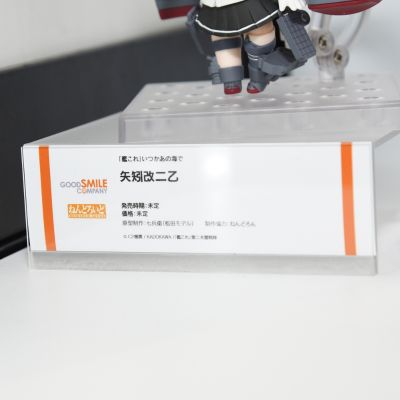 「艦これ」いつかあの海で
矢矧改二乙
GOODSMILE
COMPANY
ねんどろいど
発売時期：未定
価格：未定
原型制作：七兵衛（松田モデル） 制作協力：ねんどろん